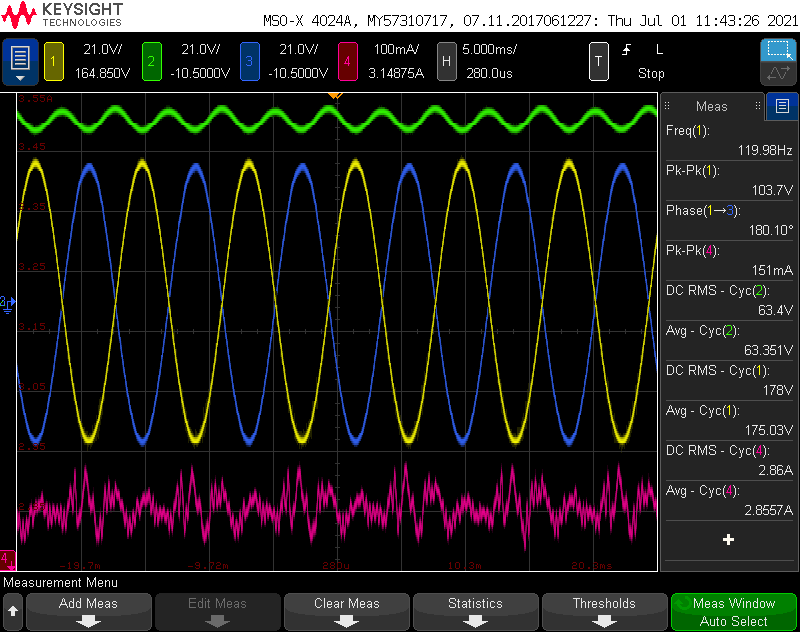 KEYSIGHT
TECHNOLOGIES
MSO-X 4024A, MY57310717, 07.11.2017061227: Thu Jul 01 11:43:26 2021
1 21.0V/ 164.850V
2 21.0V/ -10.5000V
3 21.0V/ -10.5000V
4 100mA/ 3.14875A
H 5.000ms/ 280.0us
T L Stop
3.55A
3.45
3.35
3.25
3.15
3.05
2.95
4
-19.7m -3.72m 280u 10.3m 20.3ms
Meas
Freq(1):
119.98Hz
Pk-Pk(1):
103.7V
Phase(1→3):
180.10°
Pk-Pk(4):
151mA
DC RMS - Cyc(2):
63.4V
Avg - Cyc(2):
63.351V
DC RMS - Cyc(1):
178V
Avg - Cyc(1):
175.03V
DC RMS - Cyc(4):
2.86A
Avg - Cyc(4):
2.8557A
Measurement Menu
Add Meas
Edit Meas
Clear Meas
Statistics
Thresholds
Meas Window
Auto Select